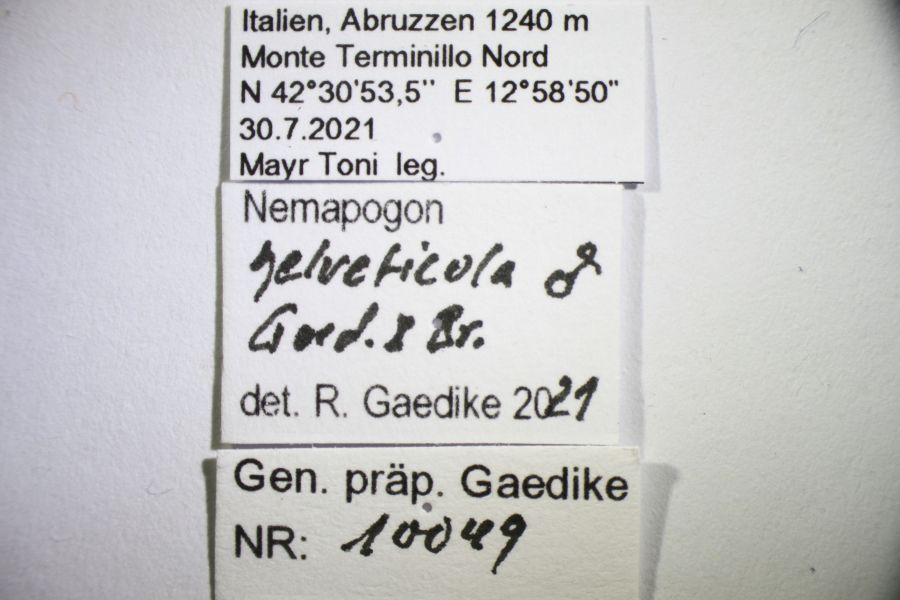 Italien, Abruzzen 1240 m
Monte Terminillo Nord
N 42°30'53,5'' E 12°58'50"
30.7.2021
Mayr Toni leg.
Nemapogon
helveticola ♂
Gaed. & Br.
det. R. Gaedike 2021
Gen. präp. Gaedike
NR: 10049